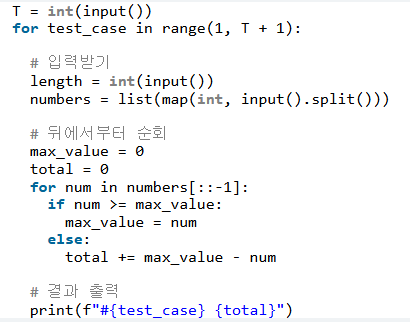 T = int(input())
for test_case in range(1, T + 1):
# 입력받기
length = int(input())
numbers = list(map(int, input().split()))
# 뒤에서부터 순회
max_value = 0
total = 0
for num in numbers[::-1]:
if num >= max_value:
max_value = num
else:
total += max_value - num
# 결과 출력
print(f"#{test_case} {total}")